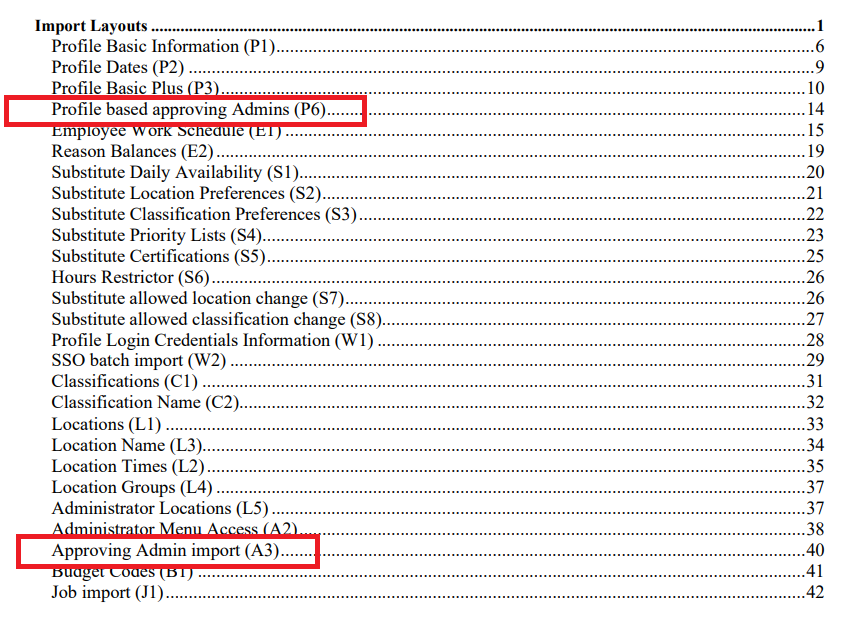 Import Layouts ........................................................................................................1
Profile Basic Information (P1)........................................................................................6
Profile Dates (P2) ........................................................................................9
Profile Basic Plus (P3)........................................................................................10
Profile based approving Admins (P6)........................................................................................14
Employee Work Schedule (E1) ........................................................................................15
Reason Balances (E2) ........................................................................................19
Substitute Daily Availability (S1)........................................................................................20
Substitute Location Preferences (S2)........................................................................................21
Substitute Classification Preferences (S3) ........................................................................................22
Substitute Priority Lists (S4)........................................................................................23
Substitute Certifications (S5) ........................................................................................25
Hours Restrictor (S6) ........................................................................................26
Substitute allowed location change (S7)........................................................................................26
Substitute allowed classification change (S8)........................................................................................27
Profile Login Credentials Information (W1) ........................................................................................28
SSO batch import (W2) ........................................................................................29
Classifications (C1) ........................................................................................31
Classification Name (C2)........................................................................................32
Locations (L1) ........................................................................................33
Location Name (L3)........................................................................................34
Location Times (L2) ........................................................................................35
Location Groups (L4) ........................................................................................37
Administrator Locations (L5) ........................................................................................37
Administrator Menu Access (A2)........................................................................................38
Approving Admin import (A3)........................................................................................40
Budget Codes (B1) ........................................................................................41
Job import (J1)........................................................................................42